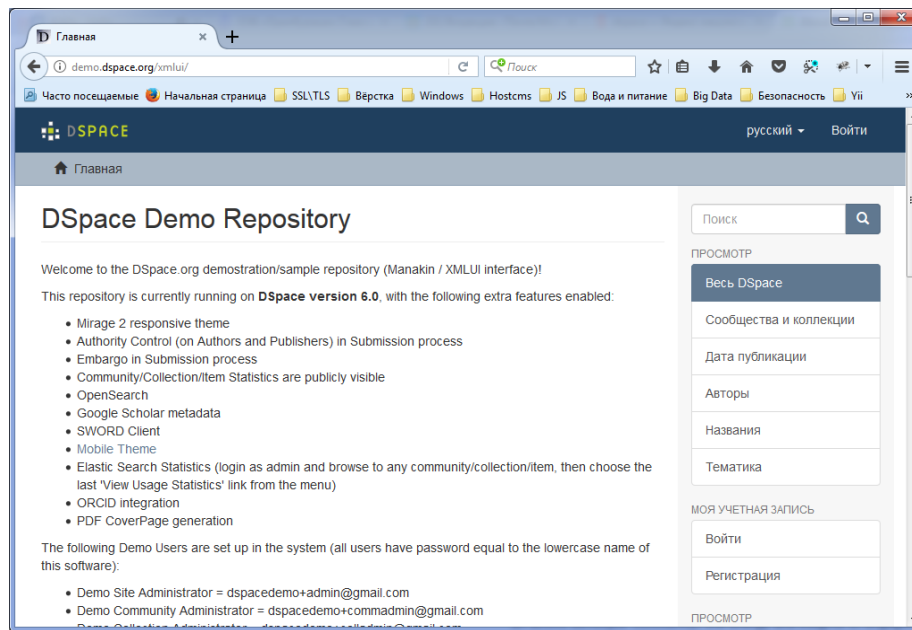 Главная
demo.dspace.org/xmlui/
Поиск
Часто посещаемые Начальная страница SSL\TLS Вёрстка Windows Hostcms JS Вода и питание Big Data Безопасность Yii
DSPACE русский Войти
Главная
DSpace Demo Repository
Welcome to the DSpace.org demostration/sample repository (Manakin / XMLUI interface)!
This repository is currently running on DSpace version 6.0, with the following extra features enabled:
Mirage 2 responsive theme
Authority Control (on Authors and Publishers) in Submission process
Embargo in Submission process
Community/Collection/Item Statistics are publicly visible
OpenSearch
Google Scholar metadata
SWORD Client
Mobile Theme
Elastic Search Statistics (login as admin and browse to any community/collection/item, then choose the
last 'View Usage Statistics' link from the menu)
ORCID integration
PDF CoverPage generation
The following Demo Users are set up in the system (all users have password equal to the lowercase name of
this software):
Demo Site Administrator = dspacedemo+admin@gmail.com
Demo Community Administrator = dspacedemo+commadmin@gmail.com
Demo Collection Administrator = dspacedemo+colladmin@gmail.com
Поиск
ПРОСМОТР
Весь DSpace
Сообщества и коллекции
Дата публикации
Авторы
Названия
Тематика
МОЯ УЧЕТНАЯ ЗАПИСЬ
Войти
Регистрация
ПРОСМОТР